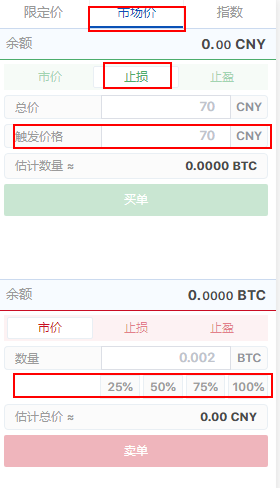 限定价 市场价 指数
余额 0.00 CNY
市价 止损 止盈
总价 70 CNY
触发价格 70 CNY
估计数量 ≈ 0.0000 BTC
买单
余额 0.0000 BTC
市价 止损 止盈
数量 0.002 BTC
25% 50% 75% 100%
估计总价 ≈ 0.00 CNY
卖单